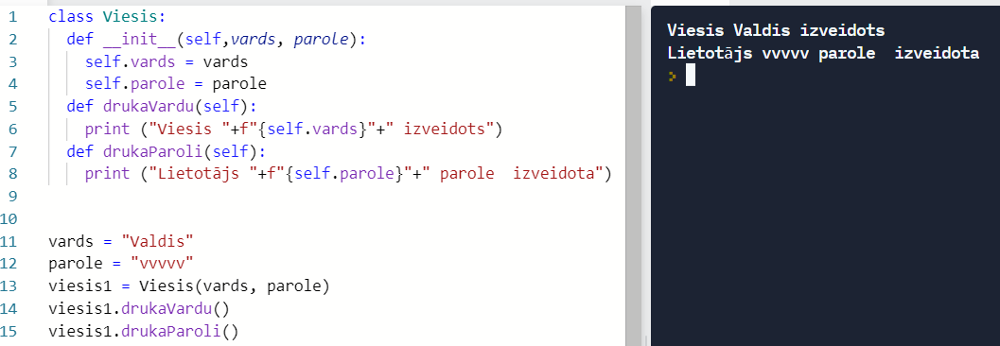 1 class Viesis:
2   def __init__(self,vards, parole):
3     self.vards = vards
4     self.parole = parole
5   def drukaVardu(self):
6     print ("Viesis "+f"{self.vards}"+" izveidots")
7   def drukaParoli(self):
8     print ("Lietotājs "+f"{self.parole}"+" parole  izveidota")
9
10
11 vards = "Valdis"
12 parole = "vvvvv"
13 viesis1 = Viesis(vards, parole)
14 viesis1.drukaVardu()
15 viesis1.drukaParoli()
Viesis Valdis izveidots
Lietotājs vvvvv parole  izveidota
>